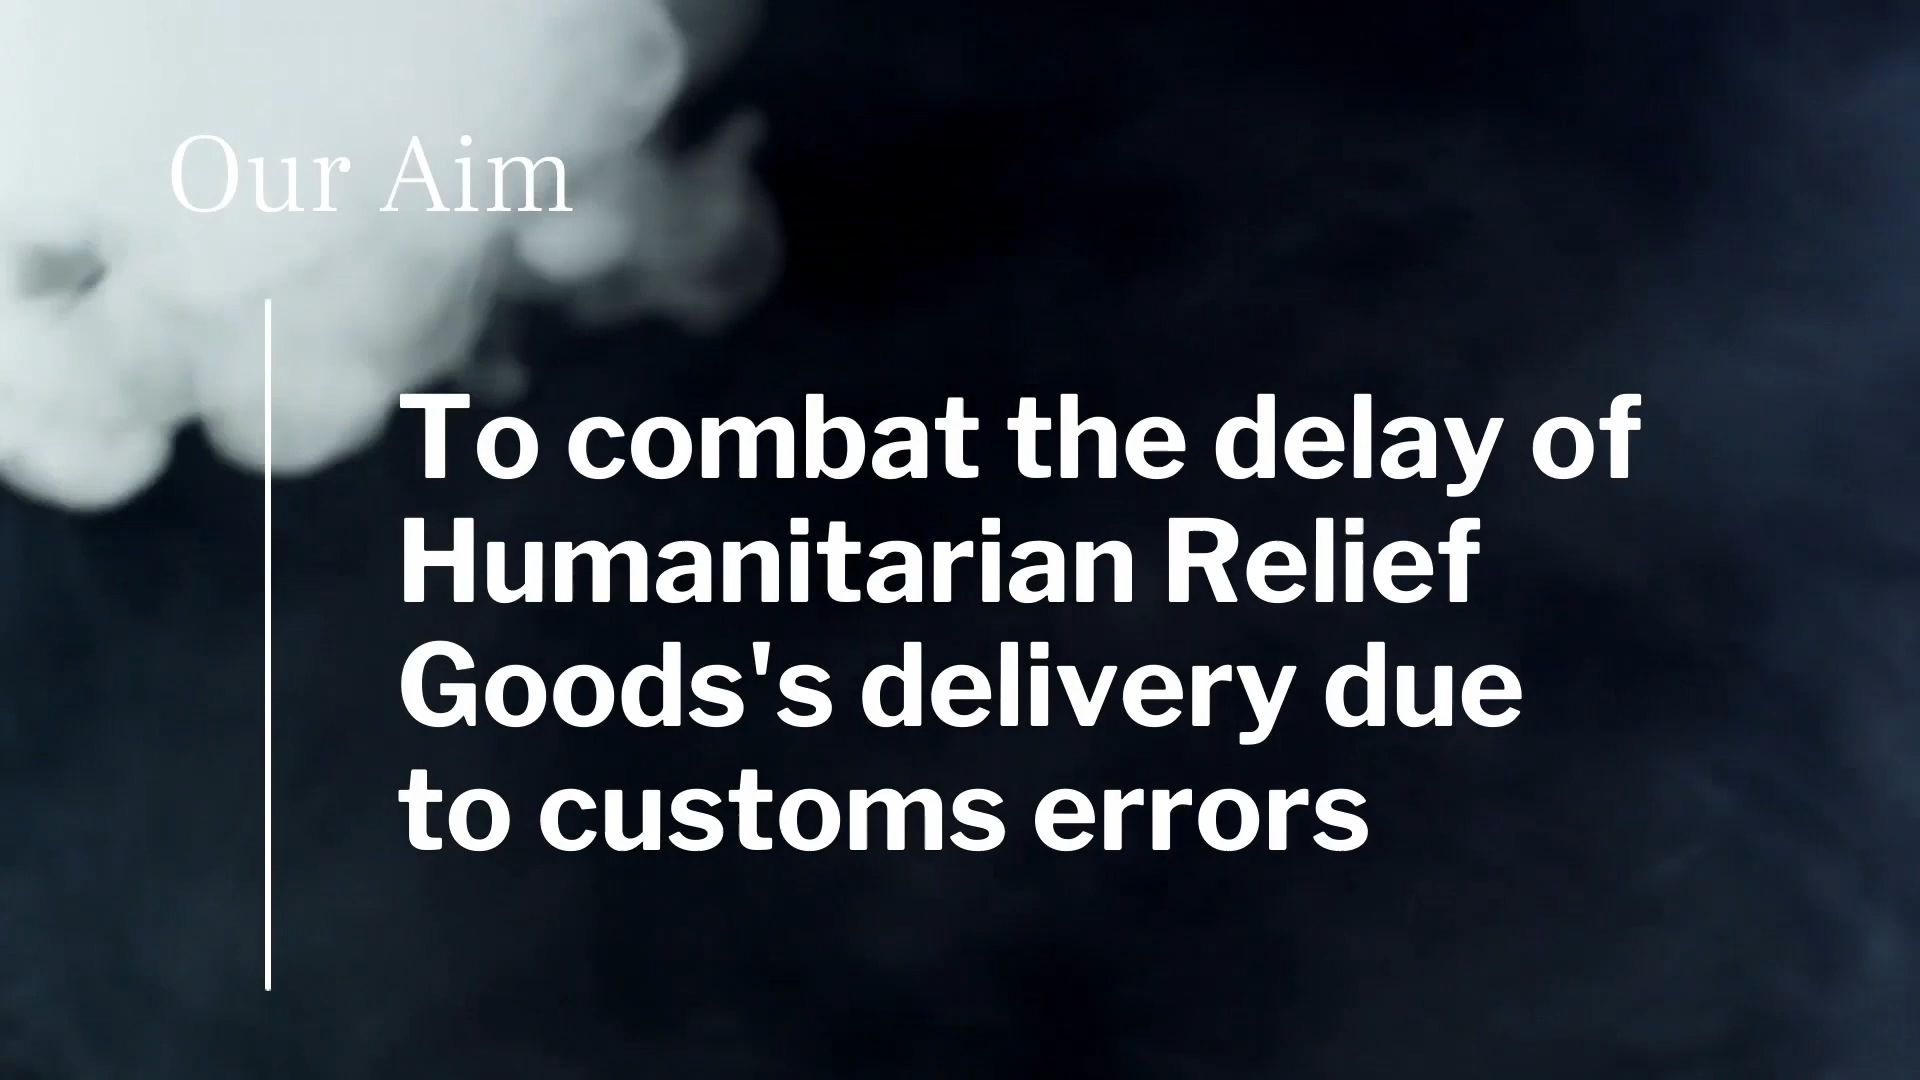 Our Aim
To combat the delay of
Humanitarian Relief
Goods's delivery due
to customs errors